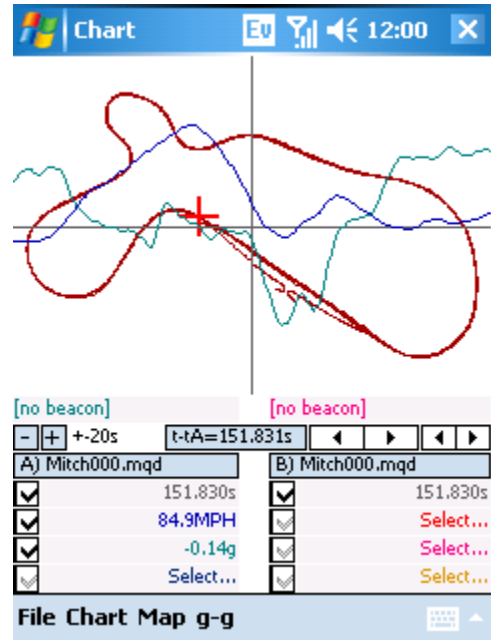 Chart Ev 12:00
[no beacon] [no beacon]
- + +-20s t-tA=151.831s
A) Mitch000.mqd B) Mitch000.mqd
151.830s 151.830s
84.9MPH Select...
-0.14g Select...
Select... Select...
File Chart Map g-g